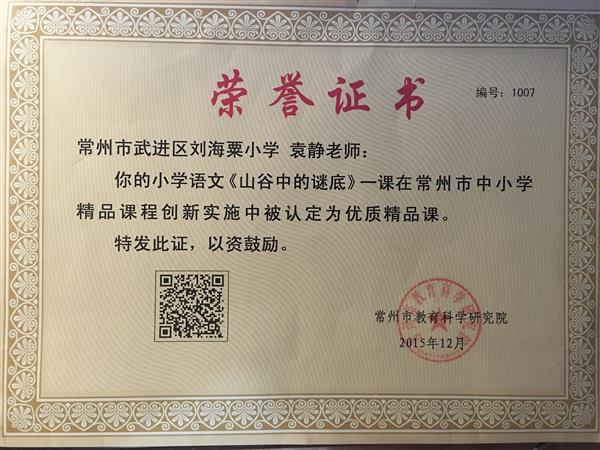 荣誉证书
编号：1007
常州市武进区刘海粟小学 袁静老师：
你的小学语文《山谷中的谜底》一课在常州市中小学
精品课程创新实施中被认定为优质精品课。
特发此证，以资鼓励。
常州市教育科学研究院
2015年12月